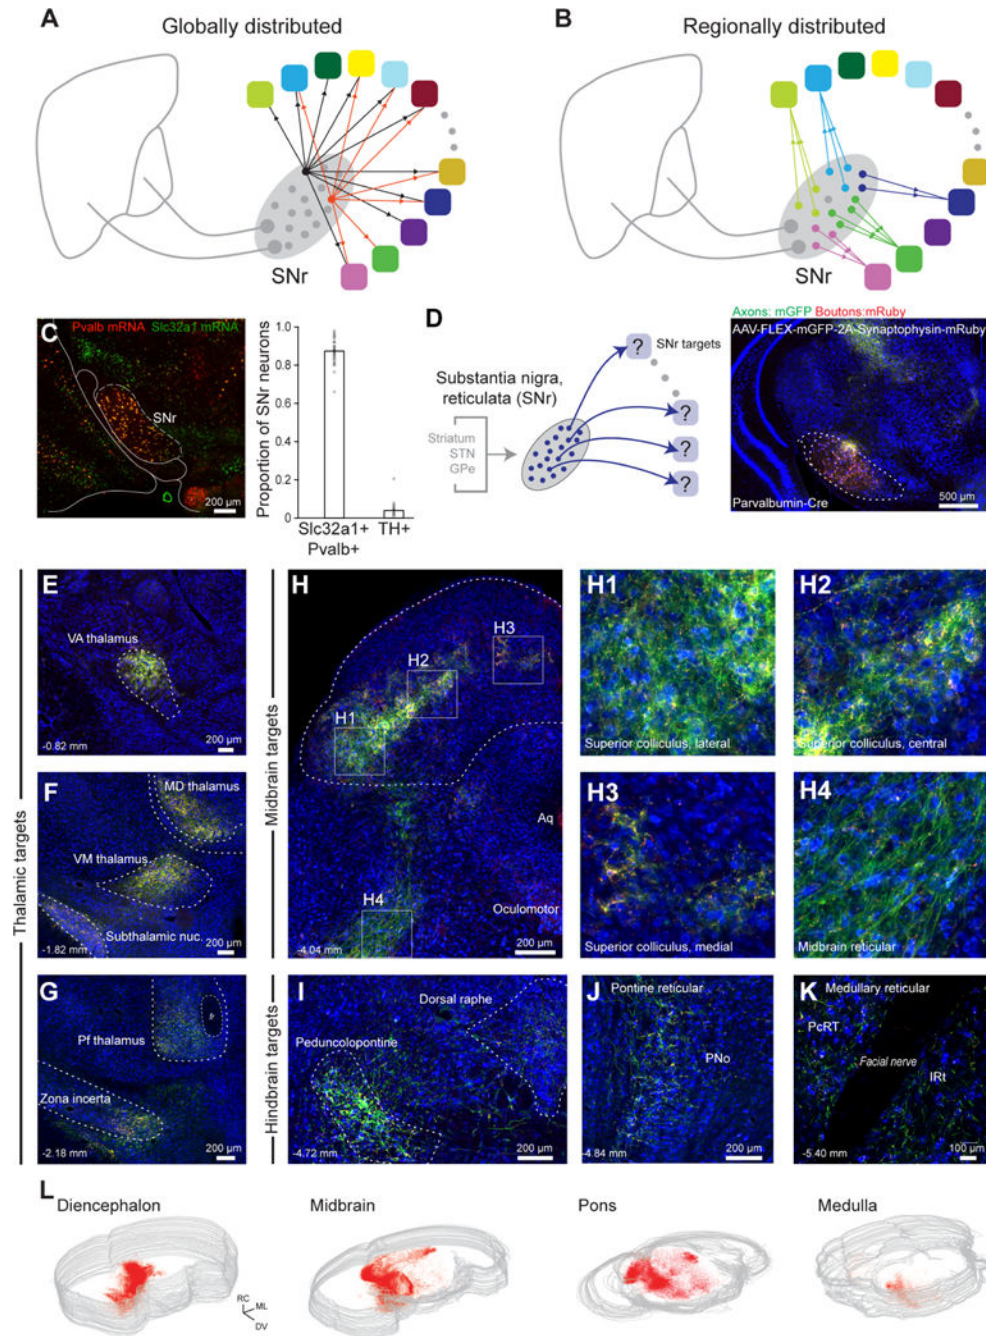 A
Globally distributed
SNr
B
Regionally distributed
SNr
C
Pvalb mRNA Slc32a1 mRNA
SNr
200 µm
Proportion of SNr neurons
1.0
0.8
0.6
0.4
0.2
0
Slc32a1+
Pvalb+
TH+
D
Substantia nigra,
reticulata (SNr)
Striatum
STN
GPe
? SNr targets
?
?
?
Axons: mGFP Boutons:mRuby
AAV-FLEX-mGFP-2A-Synaptophysin-mRuby
Parvalbumin-Cre
500 µm
Thalamic targets
E
VA thalamus
-0.82 mm
200 µm
F
MD thalamus
VM thalamus
Subthalamic nuc.
-1.82 mm
200 µm
G
fr
Pf thalamus
Zona incerta
-2.18 mm
200 µm
Midbrain targets
H
H3
H2
H1
Aq
H4
Oculomotor
-4.04 mm
200 µm
H1
Superior colliculus, lateral
H2
Superior colliculus, central
H3
Superior colliculus, medial
H4
Midbrain reticular
Hindbrain targets
I
Dorsal raphe
Pedunculopontine
-4.72 mm
200 µm
J
Pontine reticular
PNo
-4.84 mm
200 µm
K
Medullary reticular
PcRT
Facial nerve
IRt
-5.40 mm
100 µm
L
Diencephalon
RC
ML
DV
Midbrain
Pons
Medulla